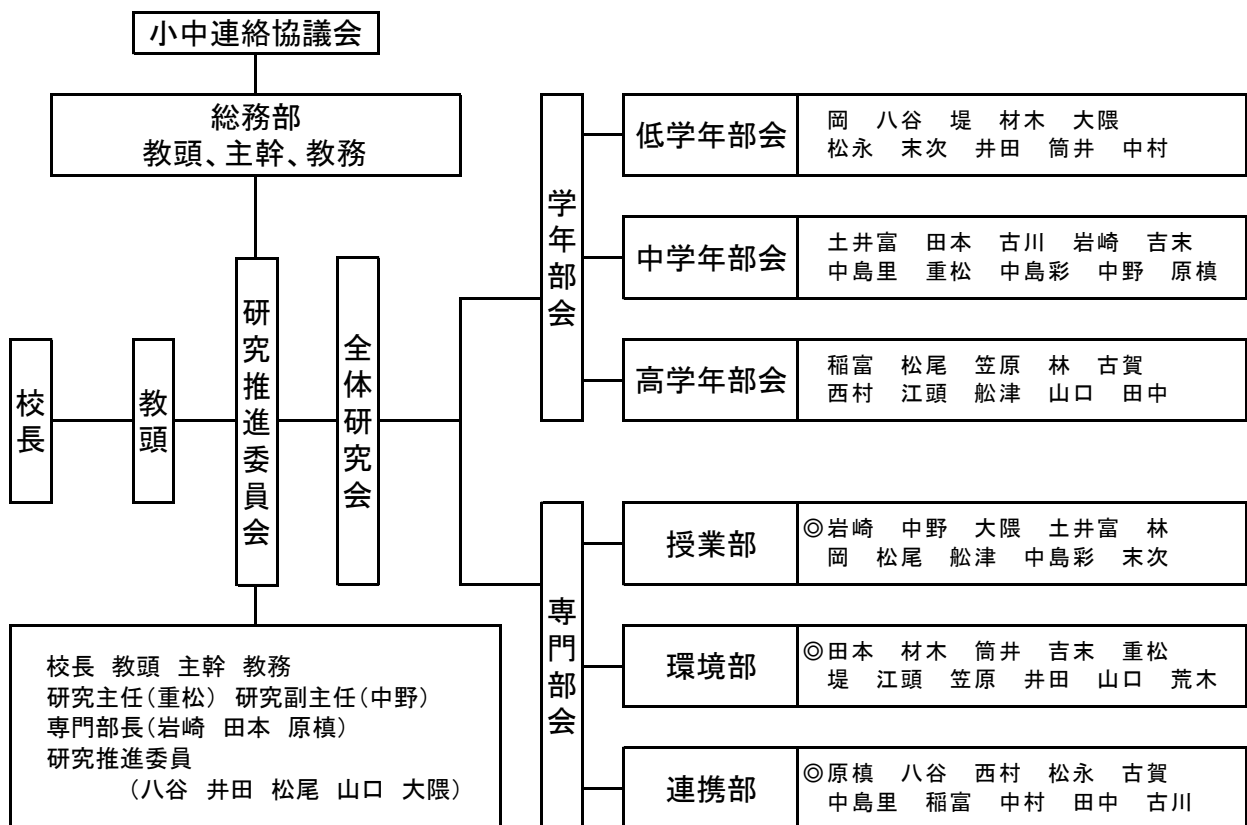 小中連絡協議会
総務部
教頭、主幹、教務
校長
教頭
研究推進委員会
全体研究会
校長 教頭 主幹 教務
研究主任(重松) 研究副主任(中野)
専門部長(岩崎 田本 原槙)
研究推進委員
(八谷 井田 松尾 山口 大隈)
学年部会
低学年部会
岡 八谷 堤 材木 大隈
松永 末次 井田 筒井 中村
中学年部会
土井富 田本 古川 岩崎 吉末
中島里 重松 中島彩 中野 原槙
高学年部会
稲富 松尾 笠原 林 古賀
西村 江頭 舩津 山口 田中
専門部会
授業部
◎岩崎 中野 大隈 土井富 林
岡 松尾 舩津 中島彩 末次
環境部
◎田本 材木 筒井 吉末 重松
堤 江頭 笠原 井田 山口 荒木
連携部
◎原槙 八谷 西村 松永 古賀
中島里 稲富 中村 田中 古川